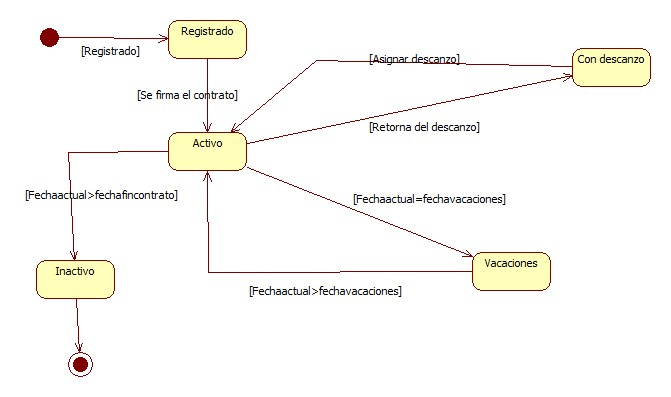 Registrado
[Registrado]
[Asignar descanzo]
Con descanzo
[Se firma el contrato]
[Retorna del descanzo]
Activo
[Fechaactual>fechafincontrato]
[Fechaactual=fechavacaciones]
Inactivo
Vacaciones
[Fechaactual>fechavacaciones]